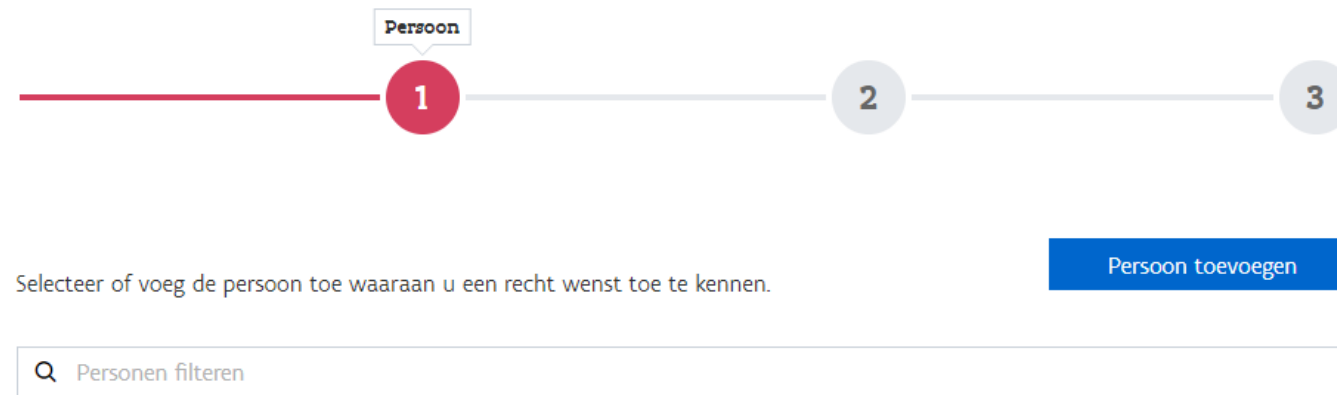 Persoon
1
2
3
Persoon toevoegen
Selecteer of voeg de persoon toe waaraan u een recht wenst toe te kennen.
Personen filteren